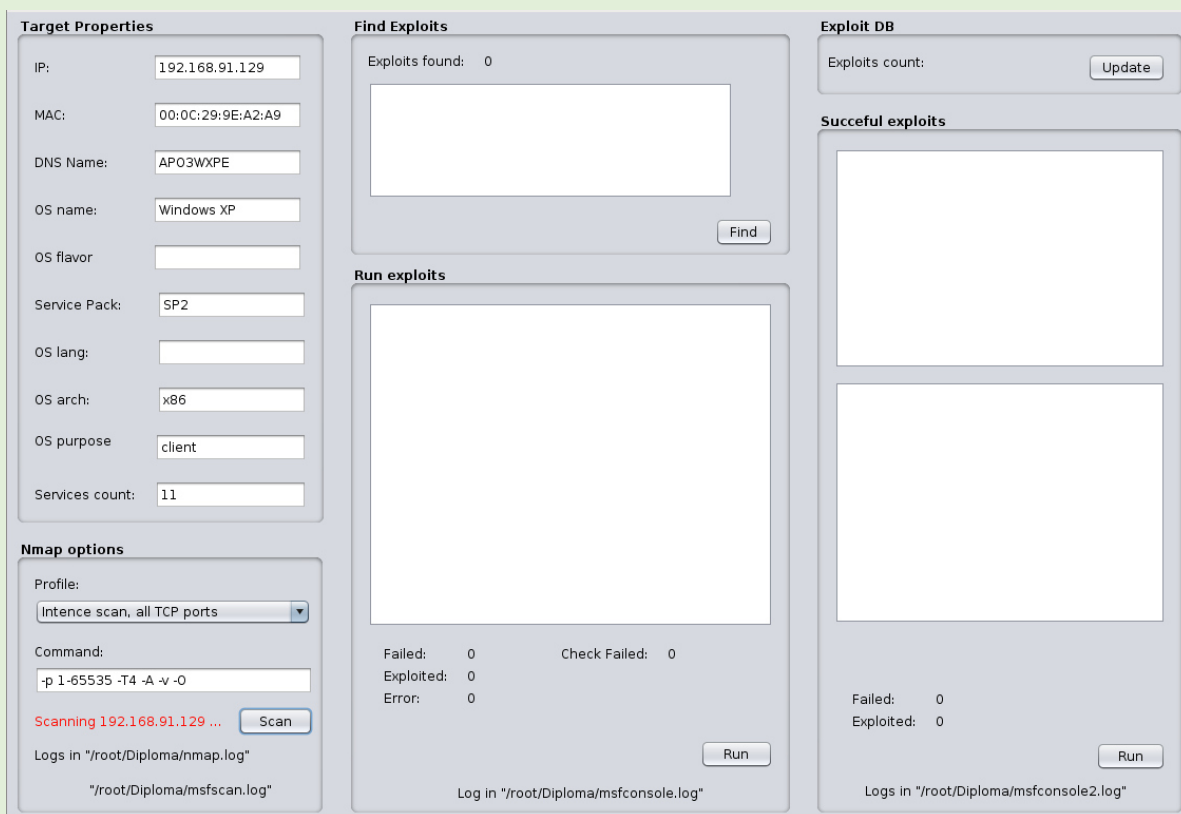 Target Properties
IP: 192.168.91.129
MAC: 00:0C:29:9E:A2:A9
DNS Name: APO3WXPE
OS name: Windows XP
OS flavor
Service Pack: SP2
OS lang:
OS arch: x86
OS purpose client
Services count: 11
Nmap options
Profile:
Intence scan, all TCP ports
Command:
-p 1-65535 -T4 -A -v -O
Scanning 192.168.91.129 ... Scan
Logs in "/root/Diploma/nmap.log"
"/root/Diploma/msfscan.log"
Find Exploits
Exploits found: 0
Find
Run exploits
Failed: 0 Check Failed: 0
Exploited: 0
Error: 0
Run
Log in "/root/Diploma/msfconsole.log"
Exploit DB
Exploits count: Update
Succeful exploits
Failed: 0
Exploited: 0
Run
Logs in "/root/Diploma/msfconsole2.log"